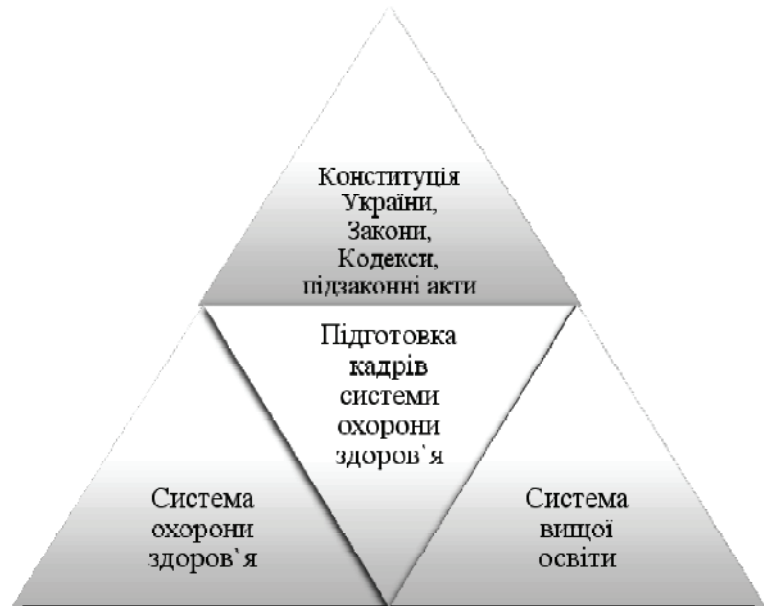 Конституція
України,
Закони,
Кодекси,
підзаконні акти
Підготовка
кадрів
системи
охорони
здоров`я
Система
охорони
здоров`я
Система
вищої
освіти